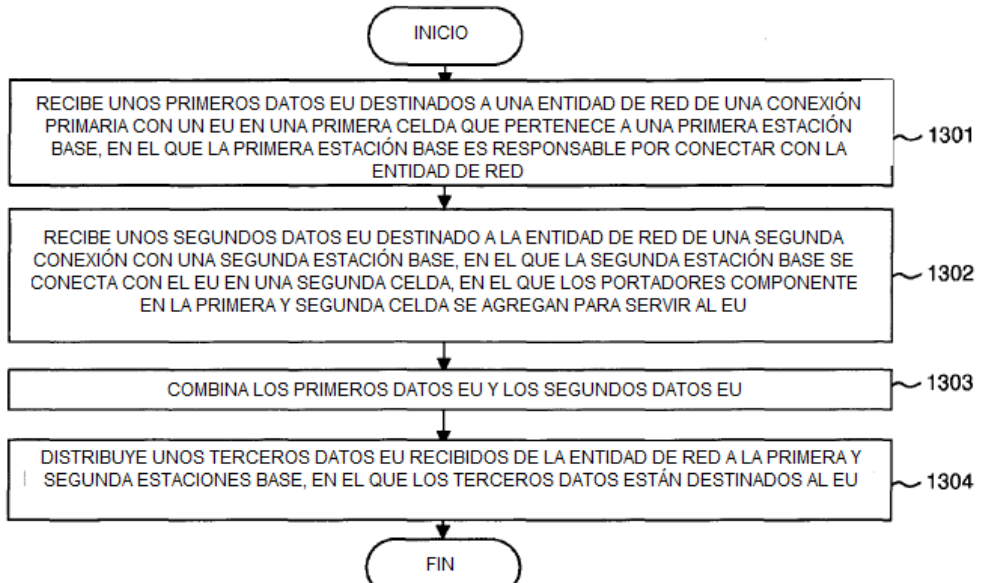 INICIO
RECIBE UNOS PRIMEROS DATOS EU DESTINADOS A UNA ENTIDAD DE RED DE UNA CONEXIÓN
PRIMARIA CON UN EU EN UNA PRIMERA CELDA QUE PERTENECE A UNA PRIMERA ESTACIÓN
BASE, EN EL QUE LA PRIMERA ESTACIÓN BASE ES RESPONSABLE POR CONECTAR CON LA
ENTIDAD DE RED
1301
RECIBE UNOS SEGUNDOS DATOS EU DESTINADO A LA ENTIDAD DE RED DE UNA SEGUNDA
CONEXIÓN CON UNA SEGUNDA ESTACIÓN BASE, EN EL QUE LA SEGUNDA ESTACIÓN BASE SE
CONECTA CON EL EU EN UNA SEGUNDA CELDA, EN EL QUE LOS PORTADORES COMPONENTE
EN LA PRIMERA Y SEGUNDA CELDA SE AGREGAN PARA SERVIR AL EU
1302
COMBINA LOS PRIMEROS DATOS EU Y LOS SEGUNDOS DATOS EU
1303
DISTRIBUYE UNOS TERCEROS DATOS EU RECIBIDOS DE LA ENTIDAD DE RED A LA PRIMERA Y
SEGUNDA ESTACIONES BASE, EN EL QUE LOS TERCEROS DATOS ESTÁN DESTINADOS AL EU
1304
FIN